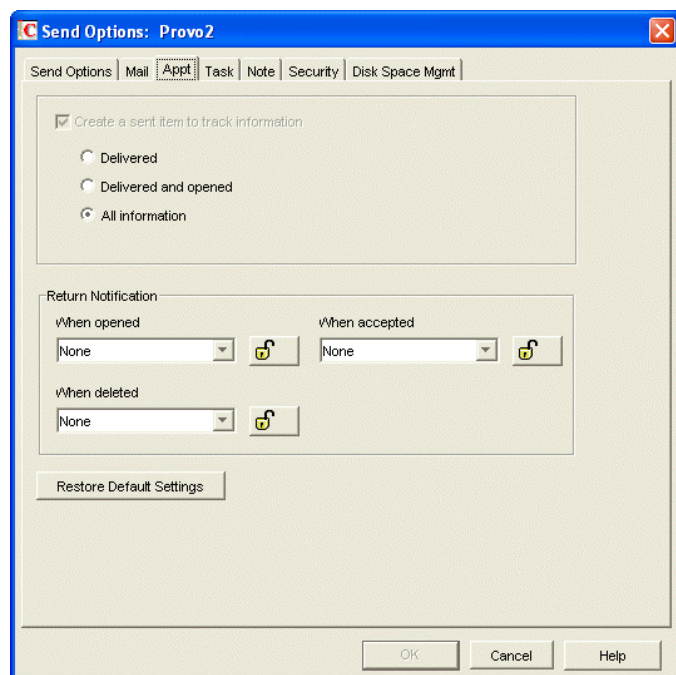 Send Options: Provo2
Send Options Mail Appt Task Note Security Disk Space Mgmt
Create a sent item to track information
Delivered
Delivered and opened
All information
Return Notification
When opened When accepted
None None
When deleted
None
Restore Default Settings
OK Cancel Help